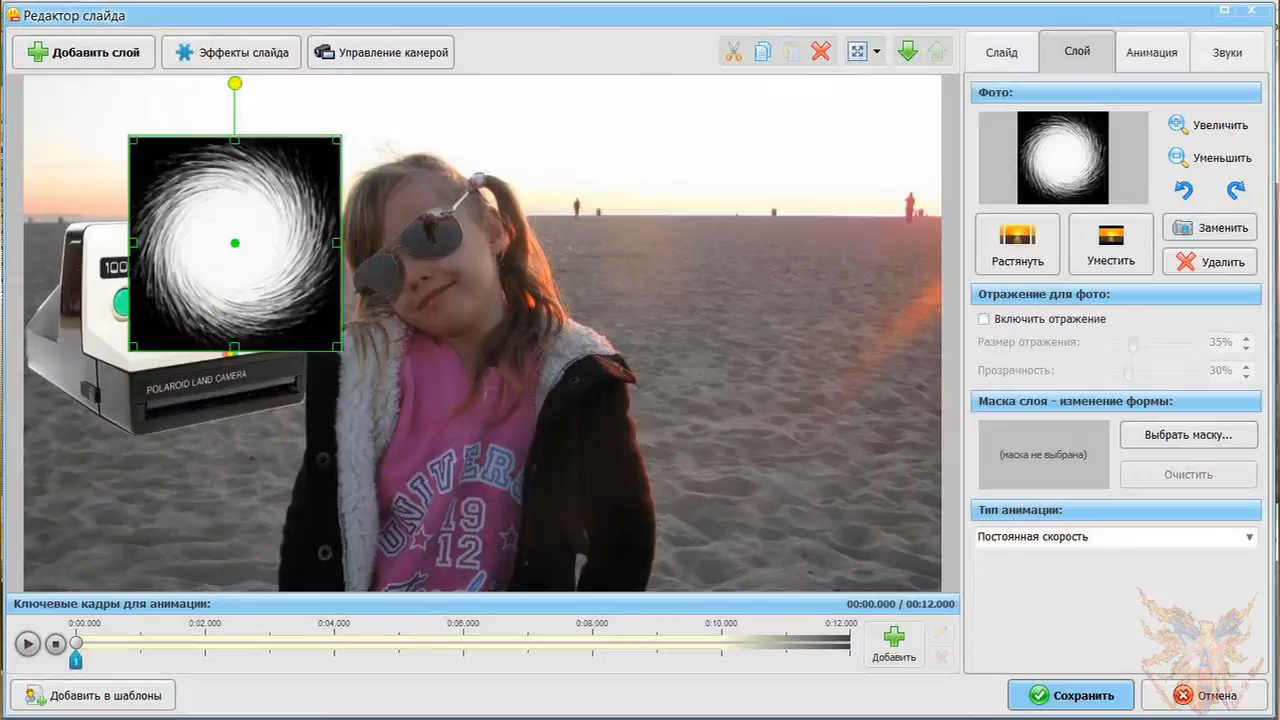 Редактор слайда
Добавить слой
Эффекты слайда
Управление камерой
Слайд
Слой
Анимация
Звуки
Фото:
Увеличить
Уменьшить
Растянуть
Уместить
Заменить
Удалить
Отражение для фото:
Включить отражение
Размер отражения: 35%
Прозрачность: 30%
Маска слоя - изменение формы:
(маска не выбрана)
Выбрать маску...
Очистить
Тип анимации:
Постоянная скорость
100
POLAROID LAND CAMERA
UNIVERS
19
12
Ключевые кадры для анимации:
00:00.000 / 00:12.000
0:00.000 0:02.000 0:04.000 0:06.000 0:08.000 0:10.000 0:12.000
1
Добавить
Добавить в шаблоны
Сохранить
Отмена